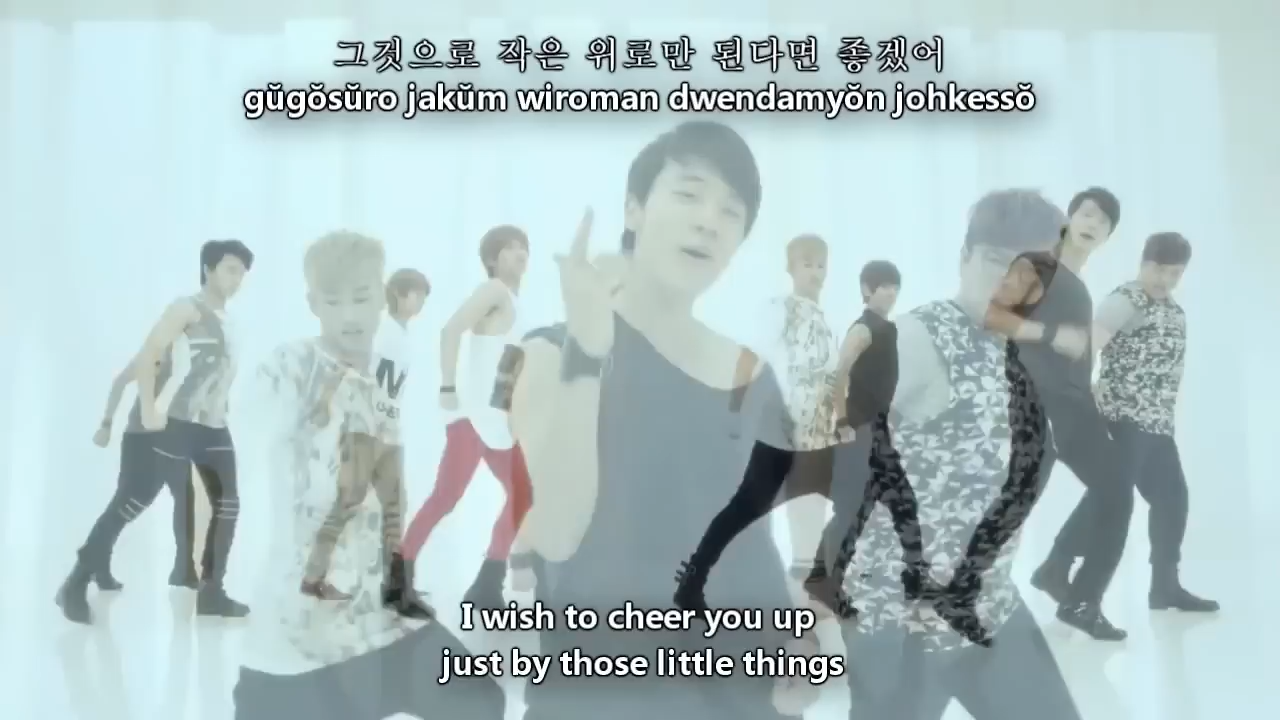 그것으로 작은 위로만 된다면 좋겠어
gŭgŏsŭro jakŭm wiroman dwendamyŏn johkessŏ
I wish to cheer you up
just by those little things